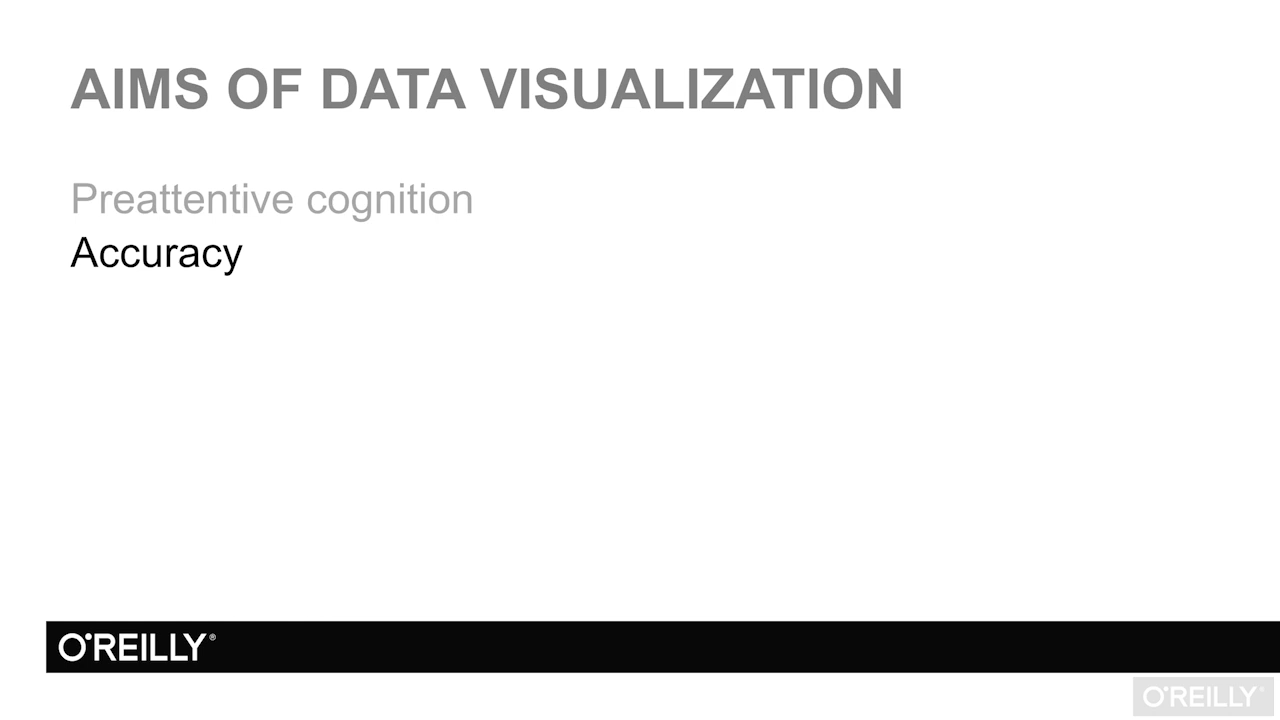 AIMS OF DATA VISUALIZATION
Preattentive cognition
Accuracy
O'REILLY®
O'REILLY®